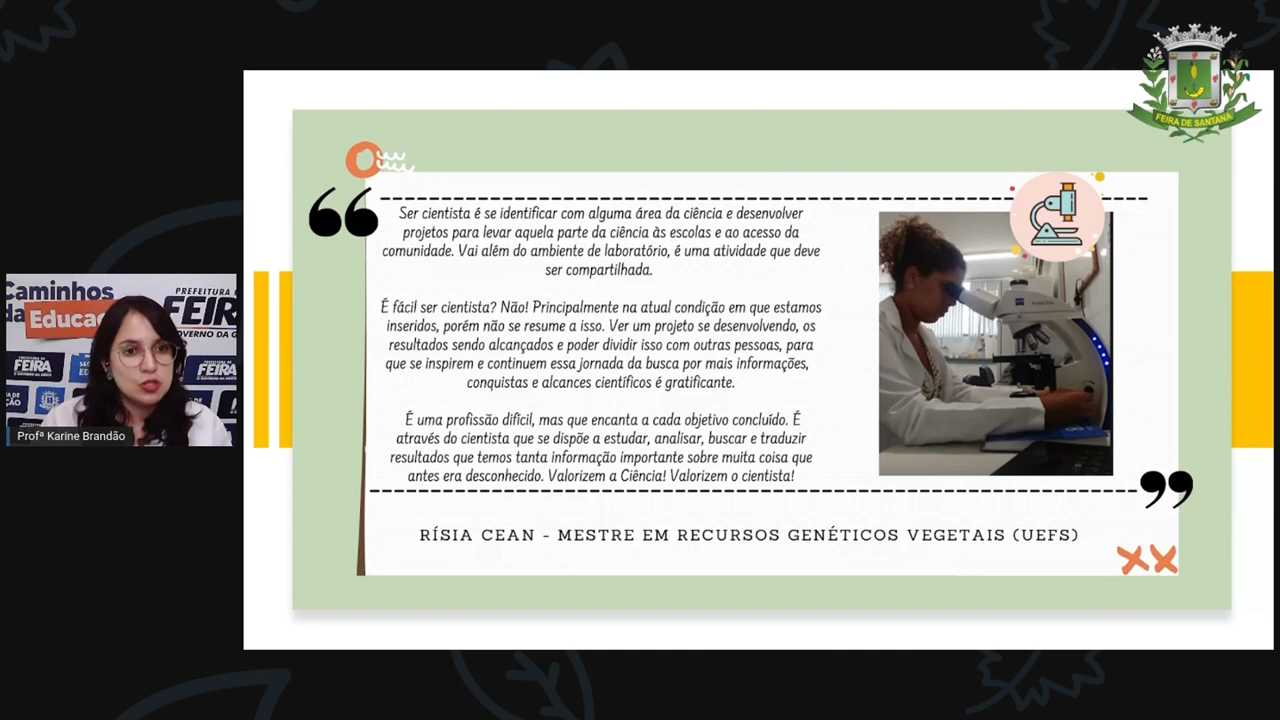 FEIRA DE SANTANA
Ser cientista é se identificar com alguma área da ciência e desenvolver
projetos para levar aquela parte da ciência às escolas e ao acesso da
comunidade. Vai além do ambiente de laboratório, é uma atividade que deve
ser compartilhada.
É fácil ser cientista? Não! Principalmente na atual condição em que estamos
inseridos, porém não se resume a isso. Ver um projeto se desenvolvendo, os
resultados sendo alcançados e poder dividir isso com outras pessoas, para
que se inspirem e continuem essa jornada da busca por mais informações,
conquistas e alcances científicos é gratificante.
É uma profissão difícil, mas que encanta a cada objetivo concluído. É
através do cientista que se dispõe a estudar, analisar, buscar e traduzir
resultados que temos tanta informação importante sobre muita coisa que
antes era desconhecido. Valorizem a Ciência! Valorizem o cientista!
RÍSIA CEAN - MESTRE EM RECURSOS GENÉTICOS VEGETAIS (UEFS)
Caminhos
da Educaç
PREFEITURA
FEIR
FEIRA
FEIRA
FEIRA
Profª Karine Brandão